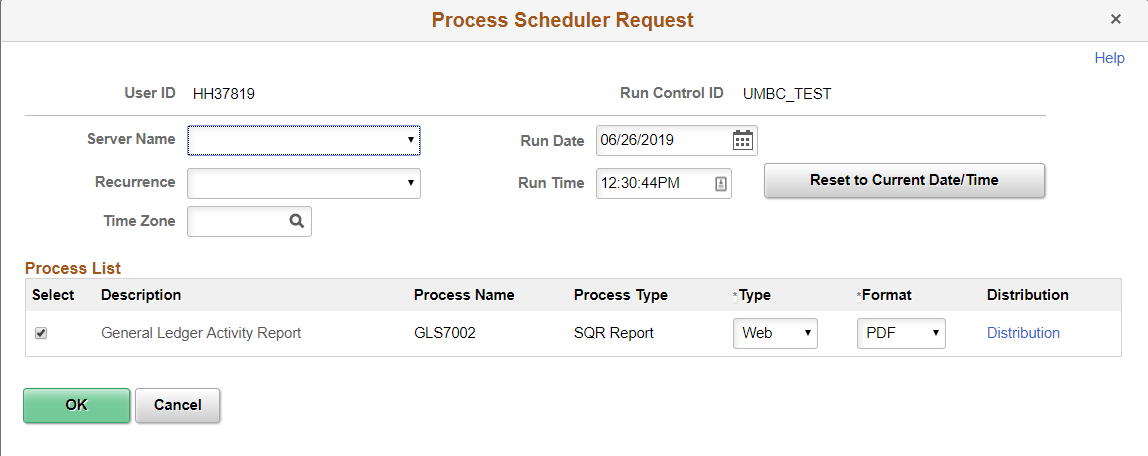 Process Scheduler Request ×
Help
User ID HH37819 Run Control ID UMBC_TEST
Server Name Run Date 06/26/2019
Recurrence Run Time 12:30:44PM Reset to Current Date/Time
Time Zone
Process List
Select Description Process Name Process Type *Type *Format Distribution
General Ledger Activity Report GLS7002 SQR Report Web PDF Distribution
OK Cancel